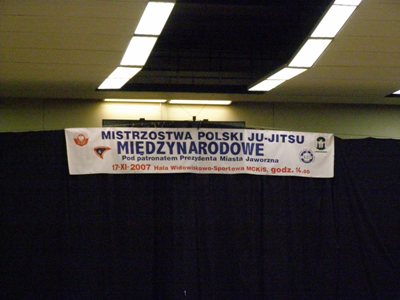 MISTRZOSTWA POLSKI JU-JITSU
MIĘDZYNARODOWE
Pod patronatem Prezydenta Miasta Jaworzna
17-XI-2007 Hala Widowiskowo-Sportowa MCKiS, godz. 14.00